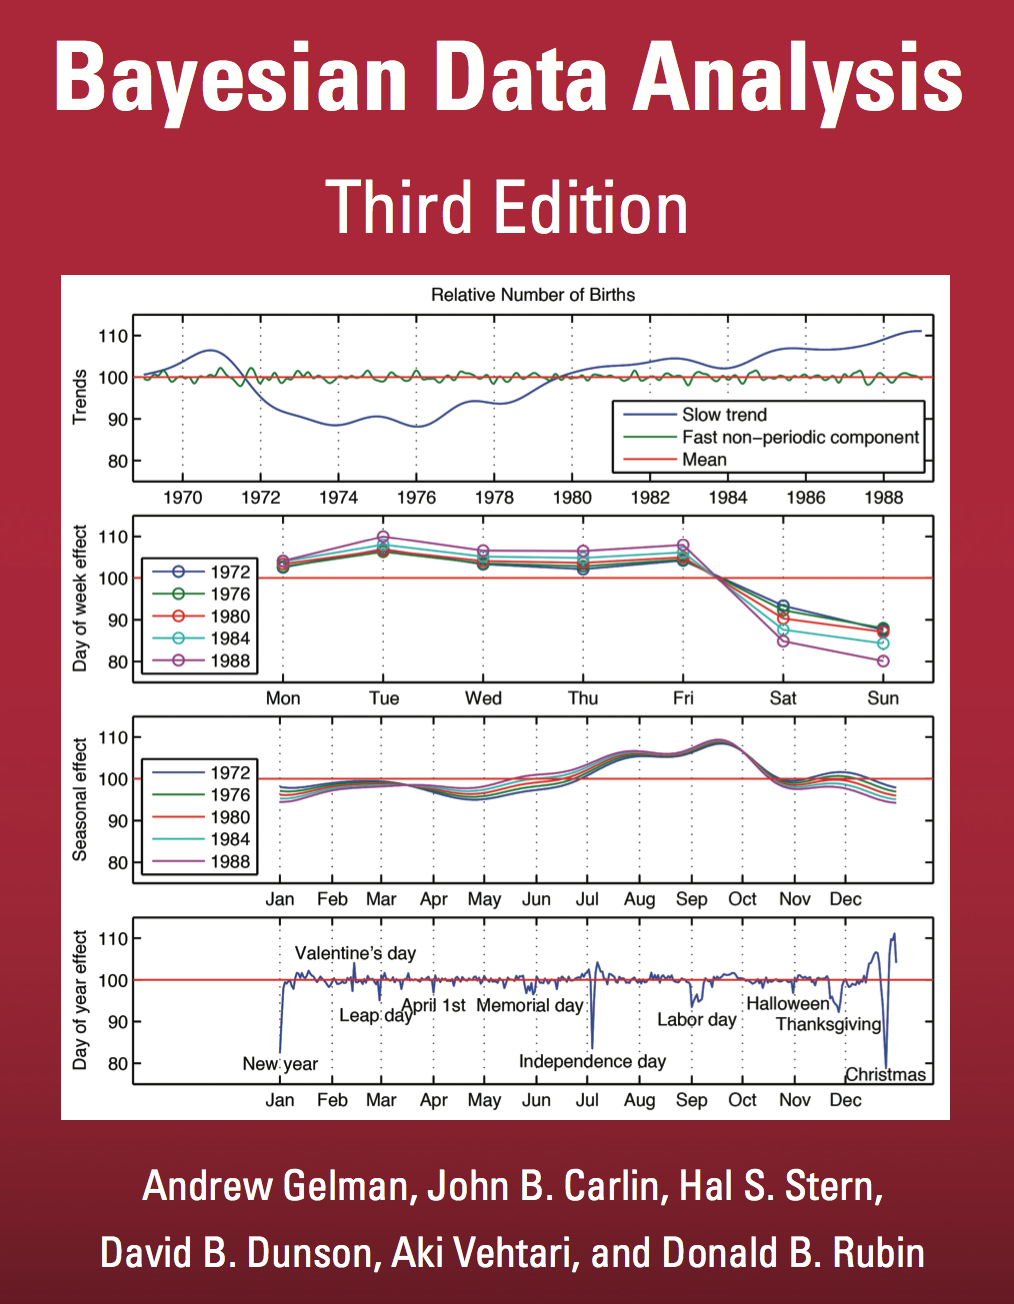 Bayesian Data Analysis
Third Edition
Relative Number of Births
Trends
110
100
90
80
Slow trend
Fast non−periodic component
Mean
1970 1972 1974 1976 1978 1980 1982 1984 1986 1988
Day of week effect
110
100
90
80
1972
1976
1980
1984
1988
Mon Tue Wed Thu Fri Sat Sun
Seasonal effect
110
100
90
80
1972
1976
1980
1984
1988
Jan Feb Mar Apr May Jun Jul Aug Sep Oct Nov Dec
Day of year effect
110
100
90
80
Valentine's day
Leap day
April 1st
Memorial day
Halloween
Labor day
Thanksgiving
New year
Independence day
Christmas
Jan Feb Mar Apr May Jun Jul Aug Sep Oct Nov Dec
Andrew Gelman, John B. Carlin, Hal S. Stern,
David B. Dunson, Aki Vehtari, and Donald B. Rubin